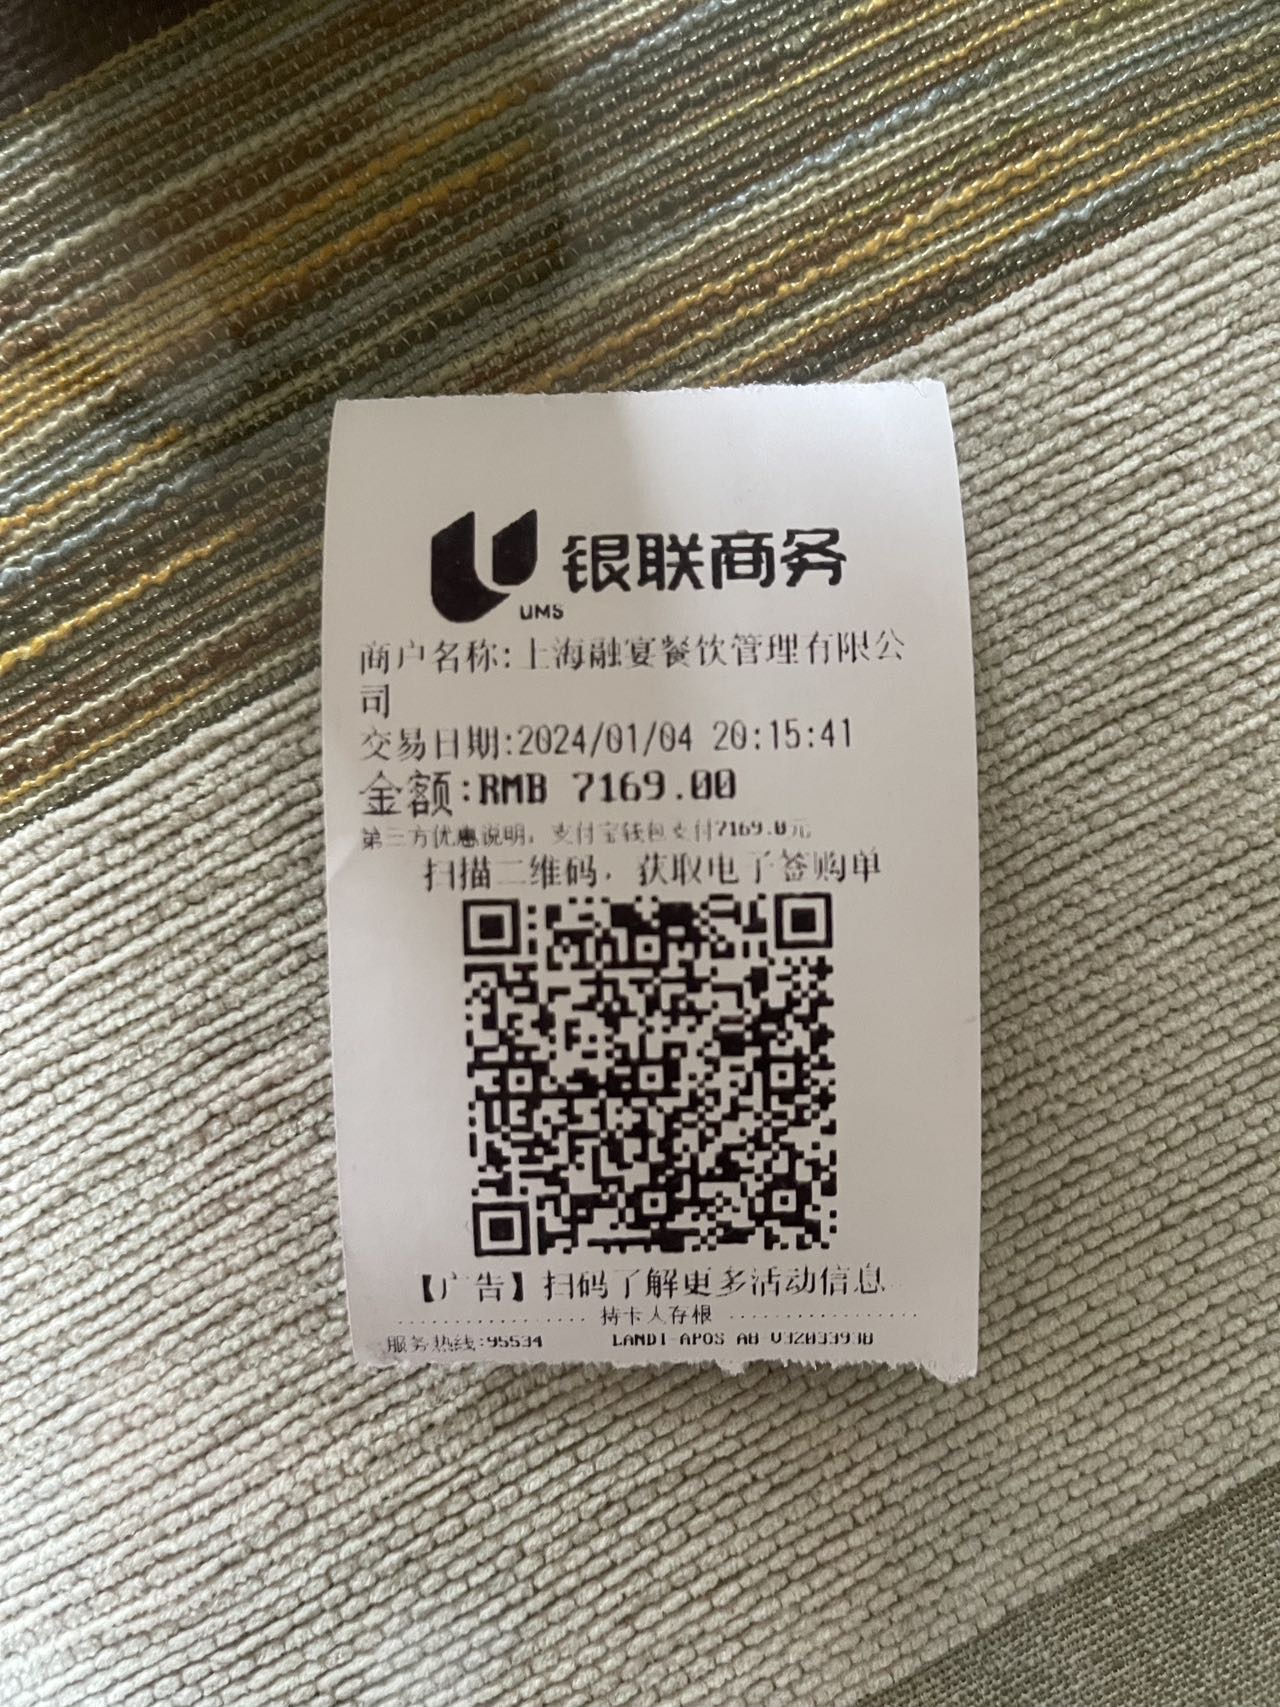 银联商务
UMS
商户名称:上海融宴餐饮管理有限公
司
交易日期:2024/01/04 20:15:41
金额:RMB 7169.00
第三方优惠说明，支付宝钱包支付7169.0元
扫描二维码，获取电子签购单
【广告】扫码了解更多活动信息
持卡人存根
服务热线:95534 LANDI-APOS A8-V3203393B